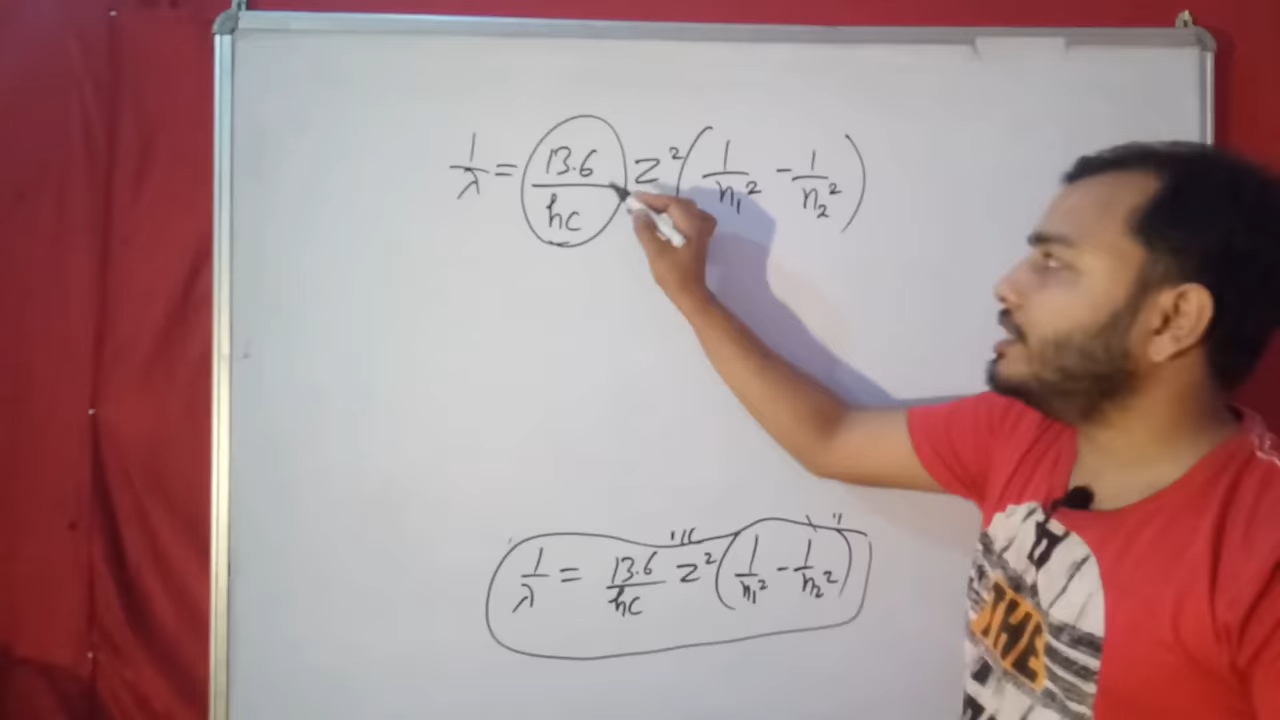 1/λ = 13.6/hc Z² (1/n₁² - 1/n₂²)
1/λ = 13.6/hc Z² (1/n₁² - 1/n₂²)
THE